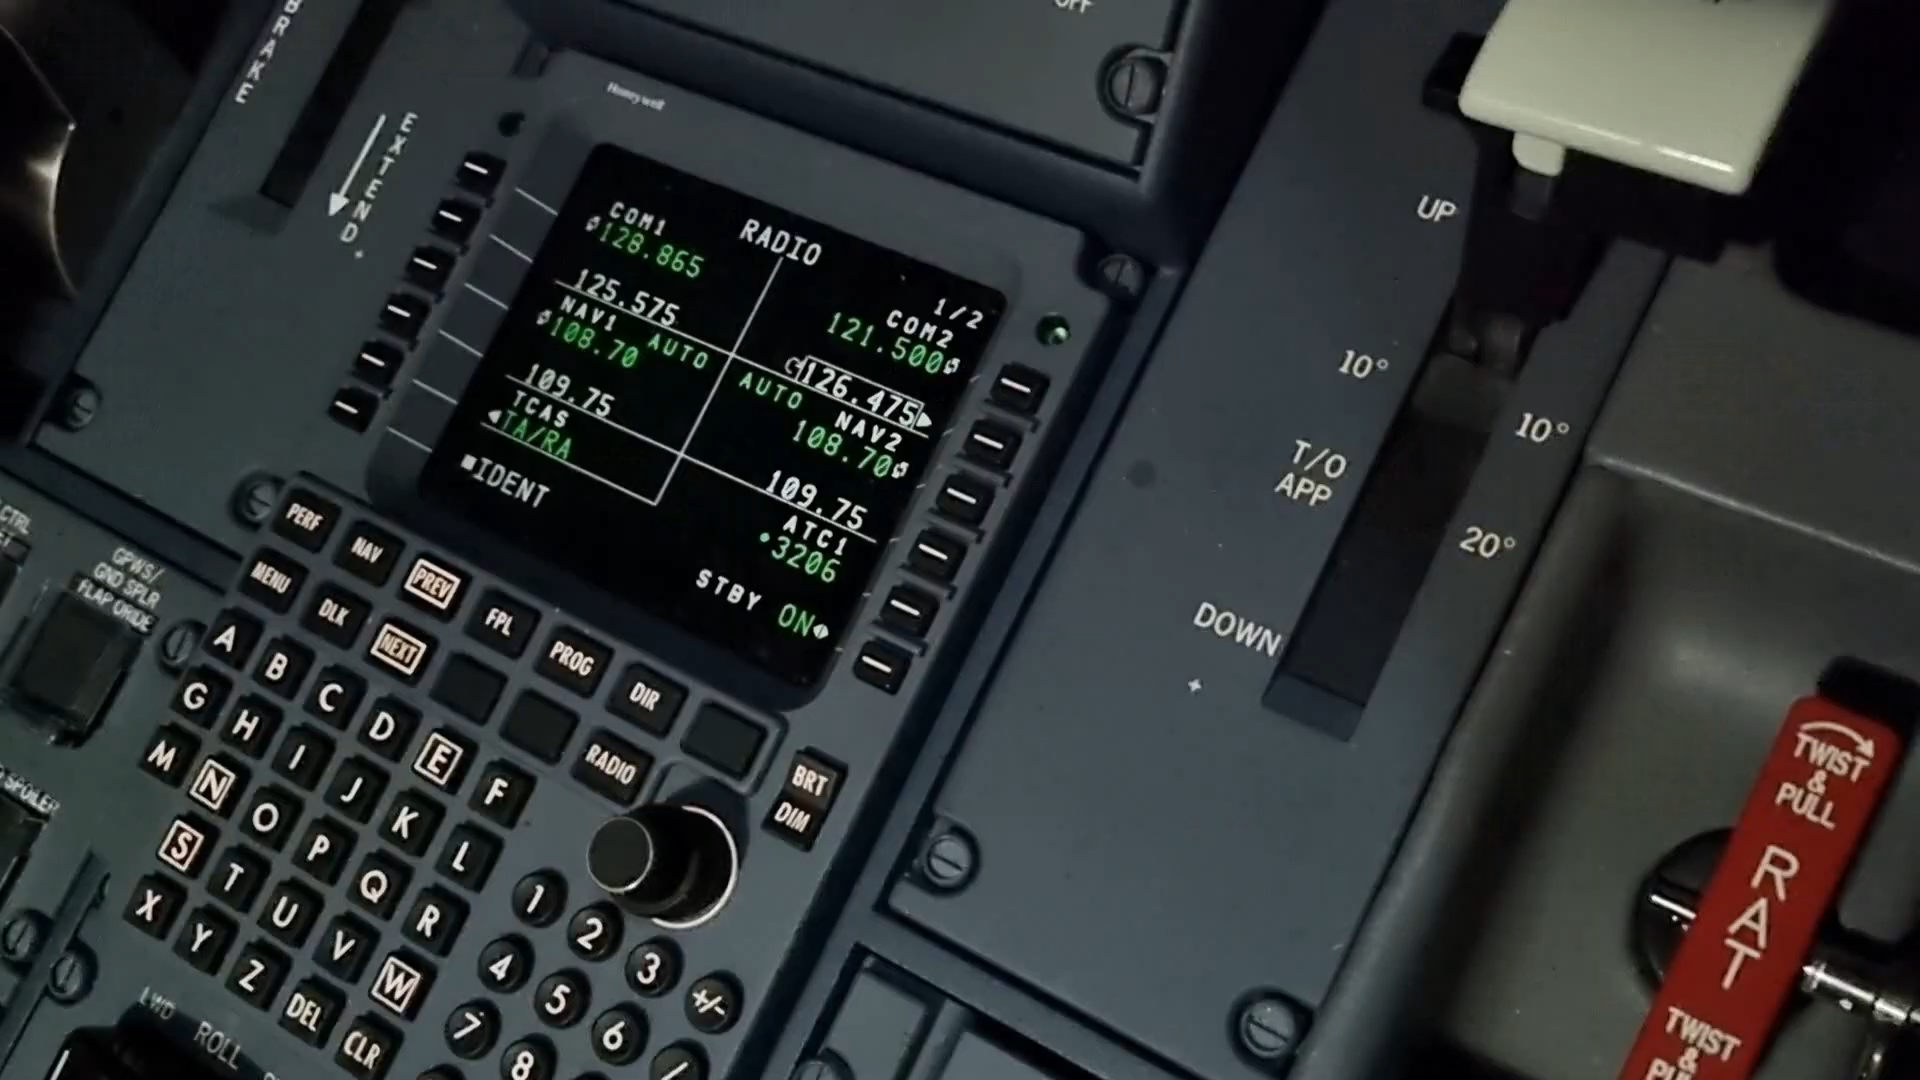 OFF
BRAKE
EXTEND
Honeywell
RADIO
1/2
COM1
128.865
125.575
COM2
121.500
126.475
NAV1
108.70 AUTO
109.75
AUTO
NAV2
108.70
109.75
TCAS
TA/RA
IDENT
ATC1
3206
STBY ON
PERF
NAV
PREV
FPL
PROG
DIR
MENU
DLK
NEXT
RADIO
BRT
DIM
A B C D E F
G H I J K L
M N O P Q R
S T U V W
X Y Z DEL CLR
1 2 3
4 5 6
7 8
+/-
/
CTRL
GPWS/
GND SPLR
FLAP ORIDE
SPOILER
LWD
ROLL
UP
10°
10°
T/O
APP
20°
DOWN
TWIST
&
PULL
RAT
TWIST
&